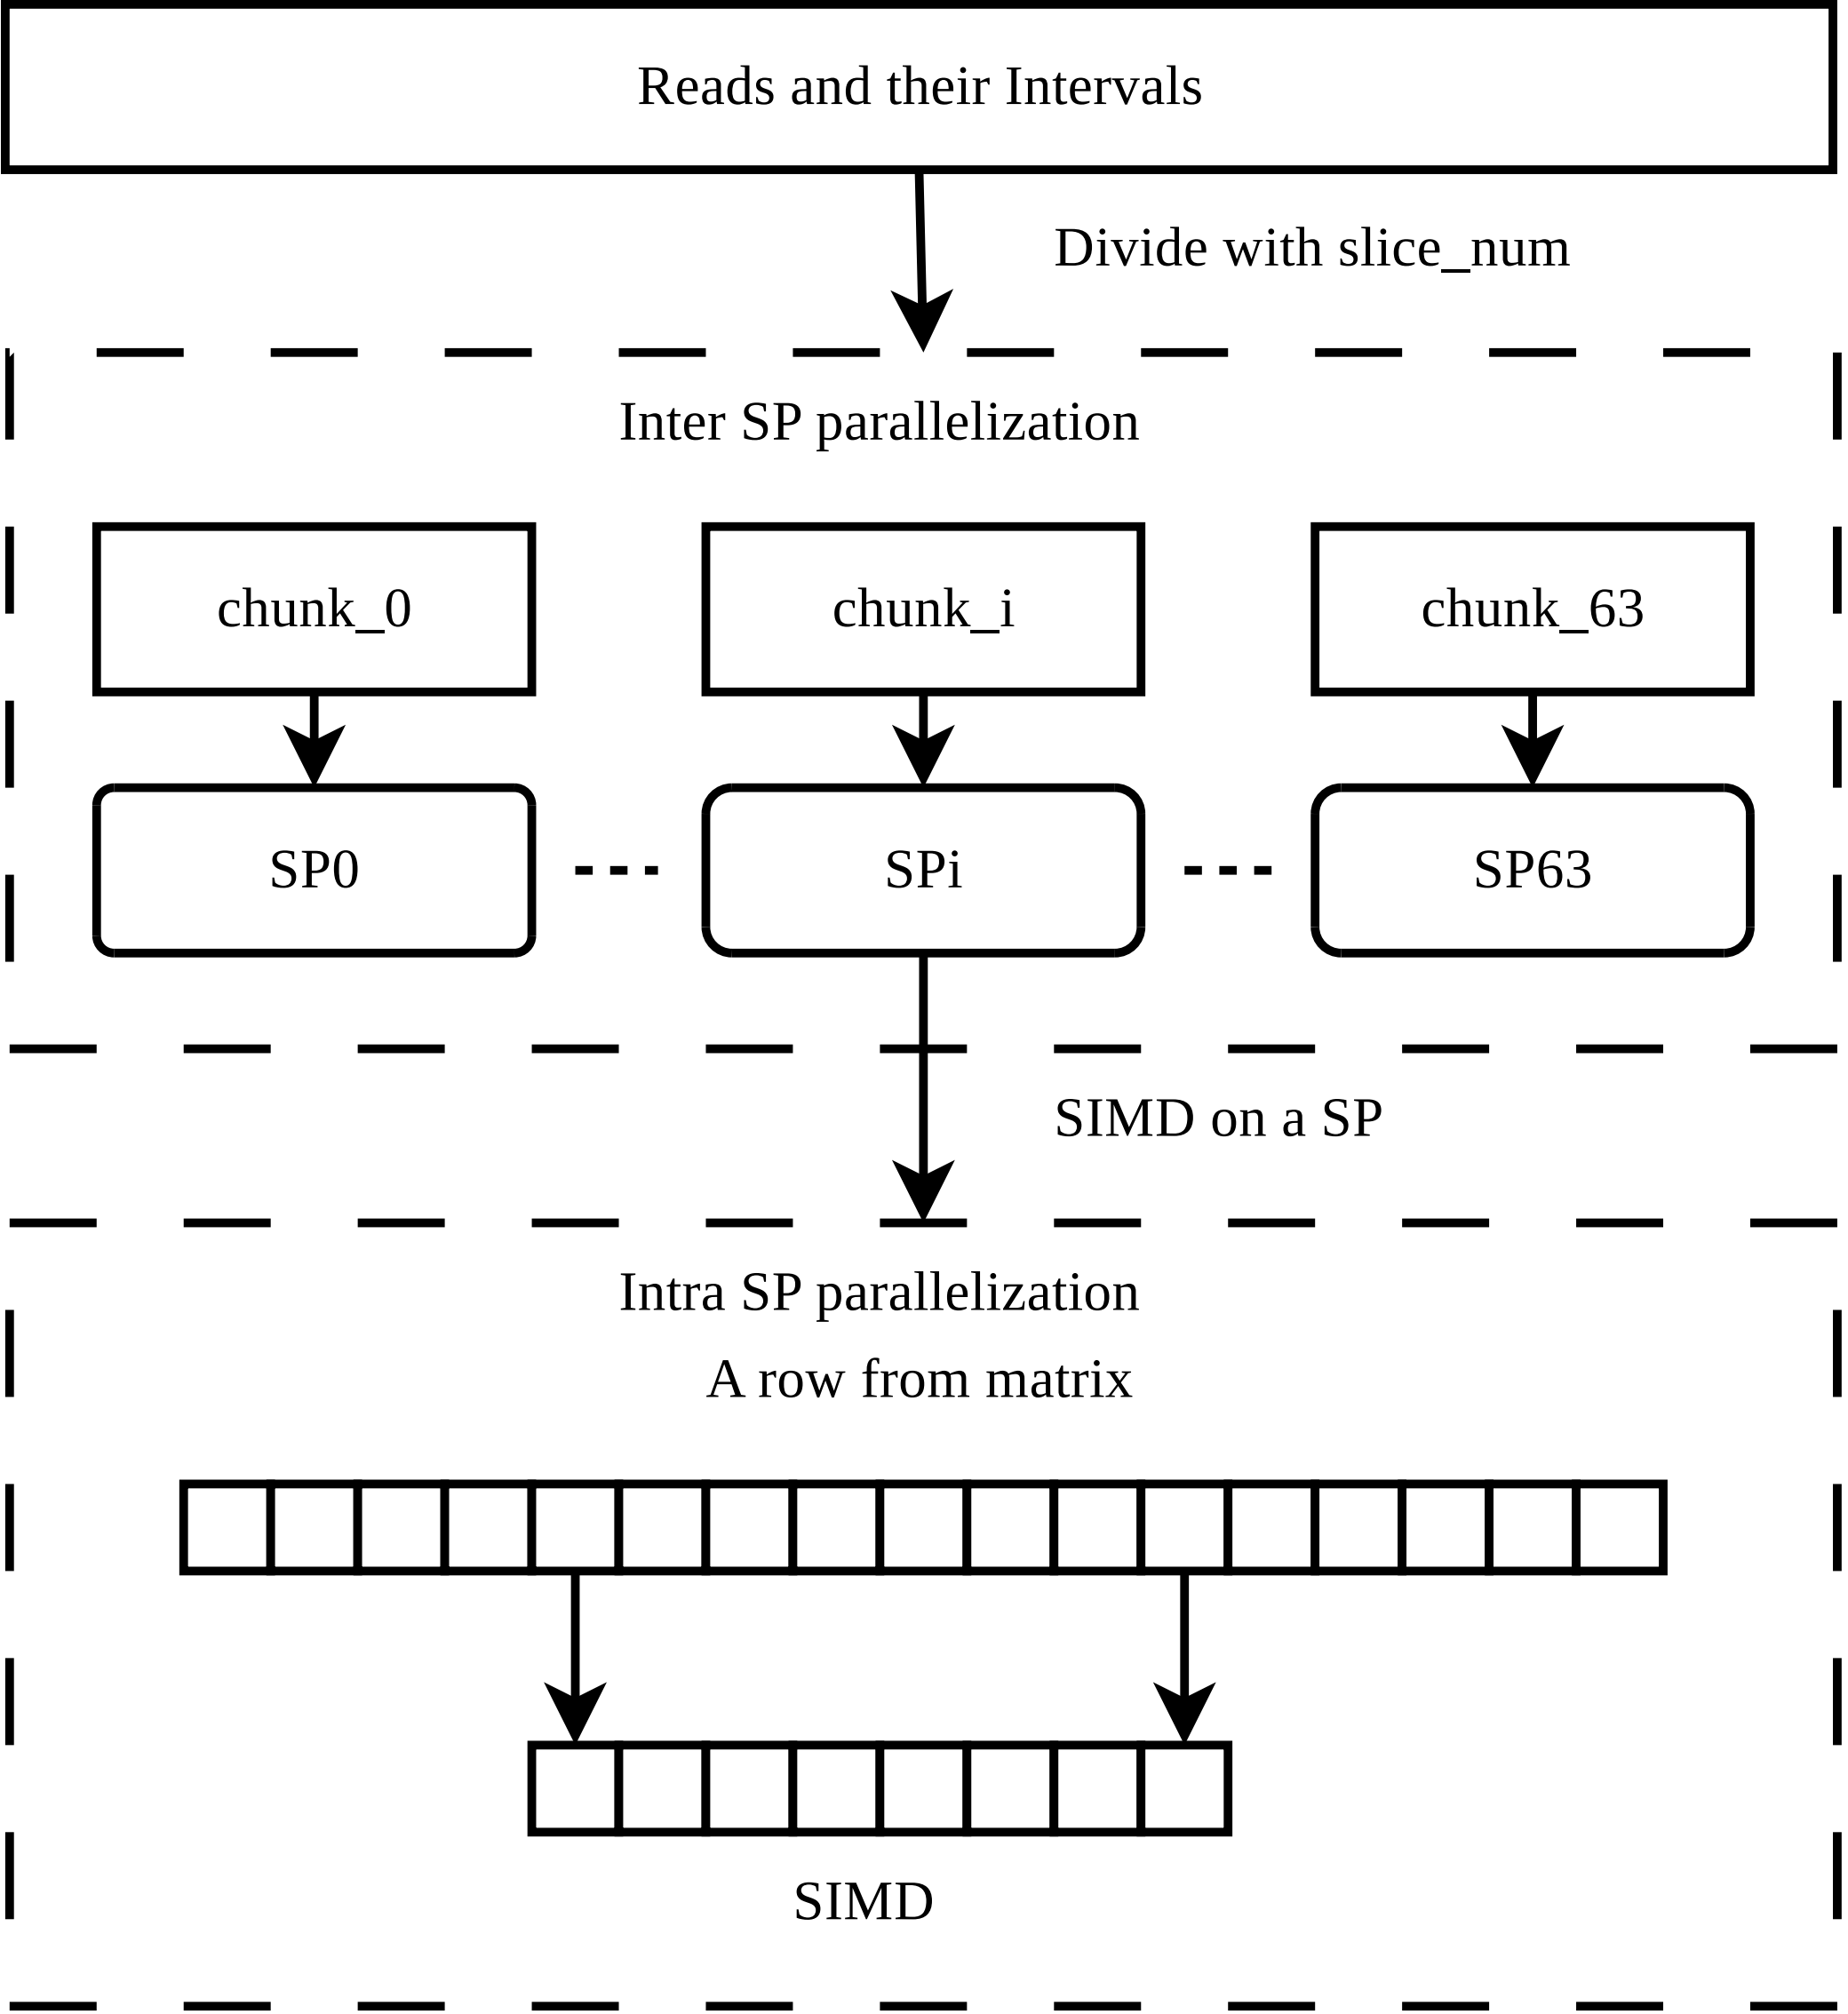 Reads and their Intervals
Divide with slice_num
Inter SP parallelization
chunk_0 chunk_i chunk_63
SP0 SPi SP63
SIMD on a SP
Intra SP parallelization
A row from matrix
SIMD